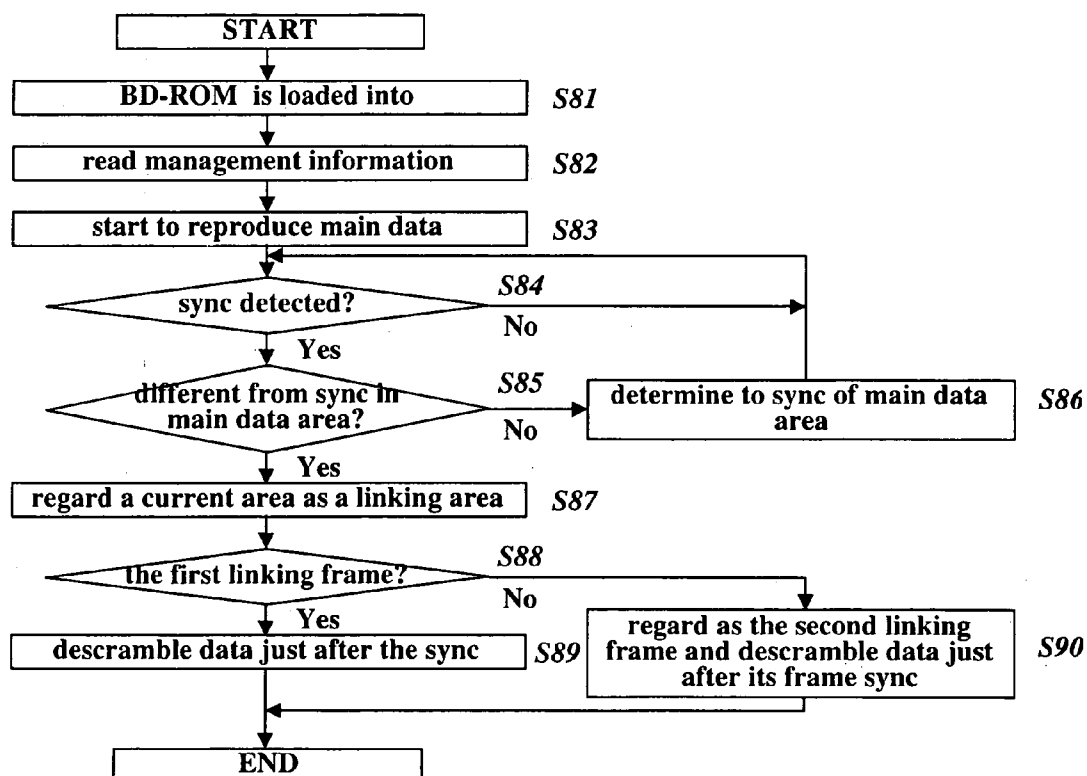 START
BD-ROM is loaded into
S81
read management information
S82
start to reproduce main data
S83
sync detected?
S84
No
Yes
different from sync in
main data area?
S85
No
determine to sync of main data
area
S86
Yes
regard a current area as a linking area
S87
the first linking frame?
S88
No
Yes
descramble data just after the sync
S89
regard as the second linking
frame and descramble data just
after its frame sync
S90
END